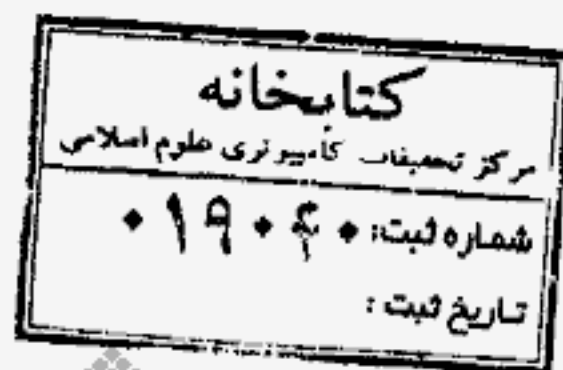 کتابخانه
مرکز تحقیقات کامپیوتری علوم اسلامی
شماره ثبت: ۰۱۹۰۴۰
تاریخ ثبت :